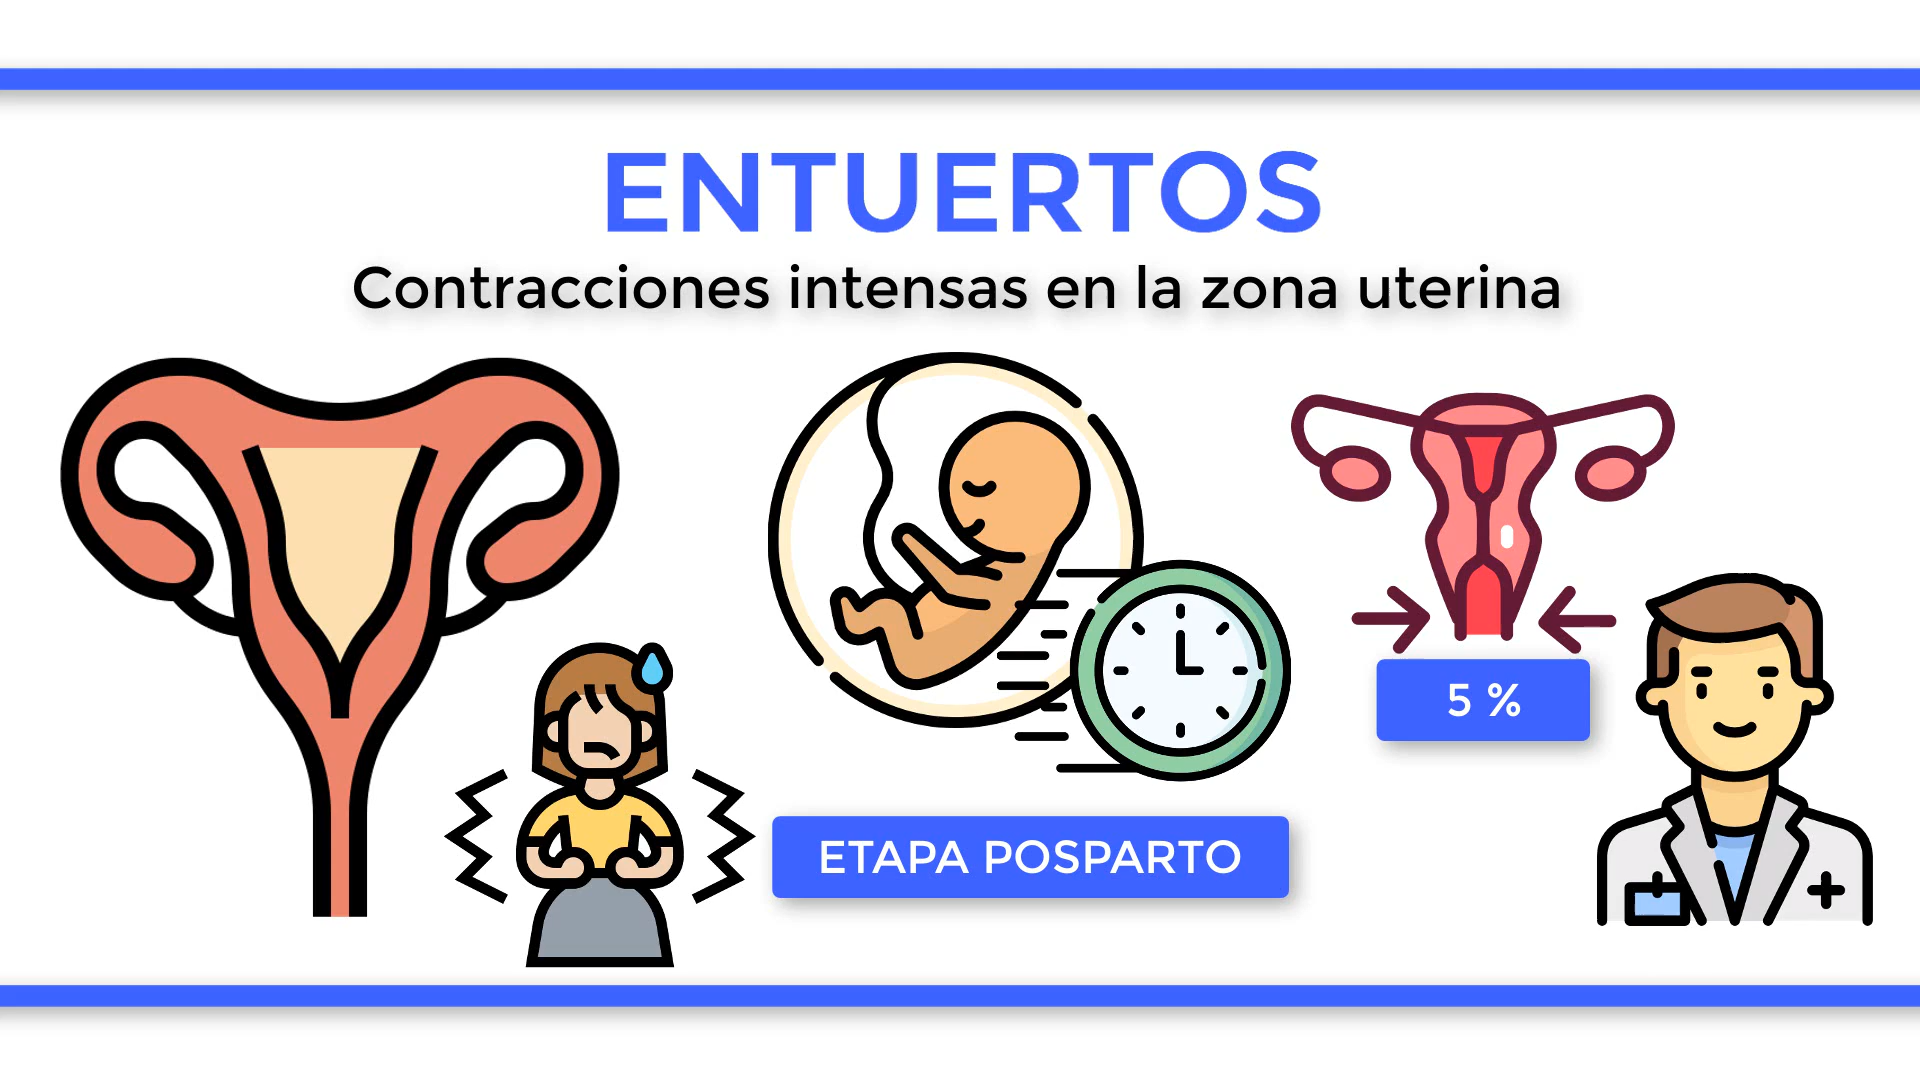 ENTUERTOS
Contracciones intensas en la zona uterina
5 %
ETAPA POSPARTO